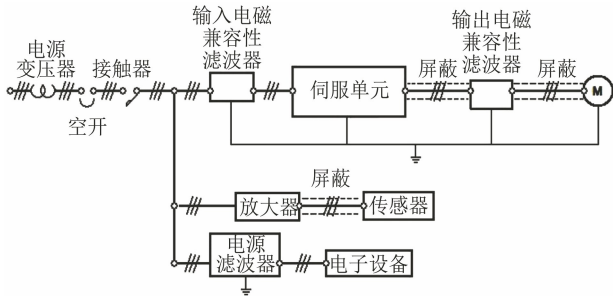 输入电磁
兼容性
滤波器
输出电磁
兼容性
滤波器
电源
变压器
接触器
空开
伺服单元
屏蔽
屏蔽
M
屏蔽
放大器
传感器
电源
滤波器
电子设备